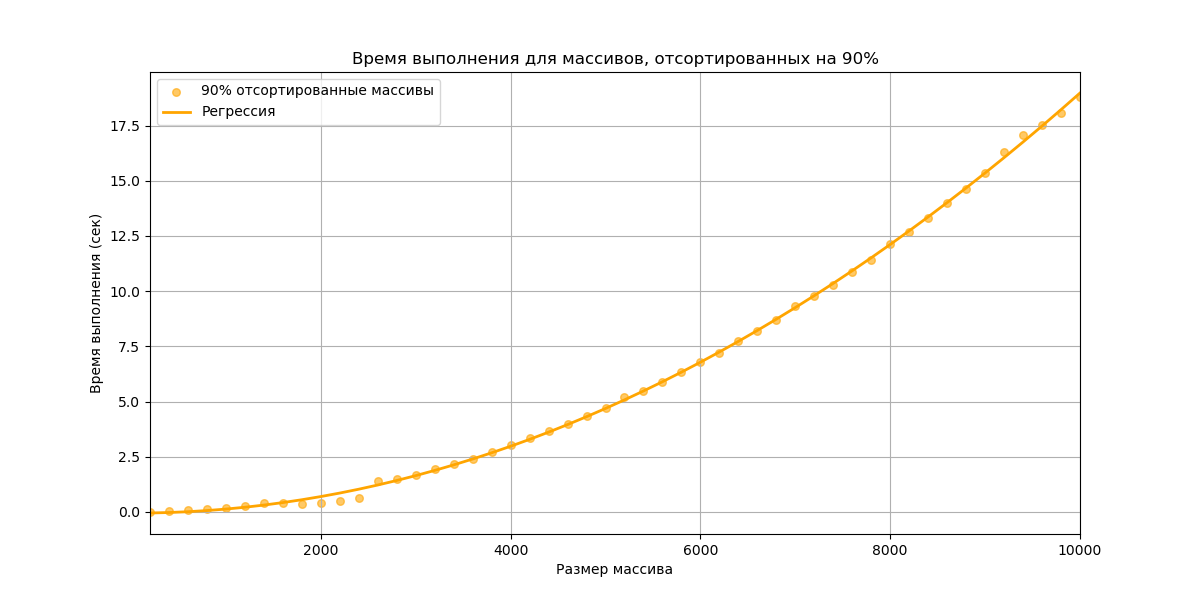 Время выполнения для массивов, отсортированных на 90%
90% отсортированные массивы
Регрессия
17.5
15.0
12.5
10.0
7.5
5.0
2.5
0.0
Время выполнения (сек)
2000 4000 6000 8000 10000
Размер массива